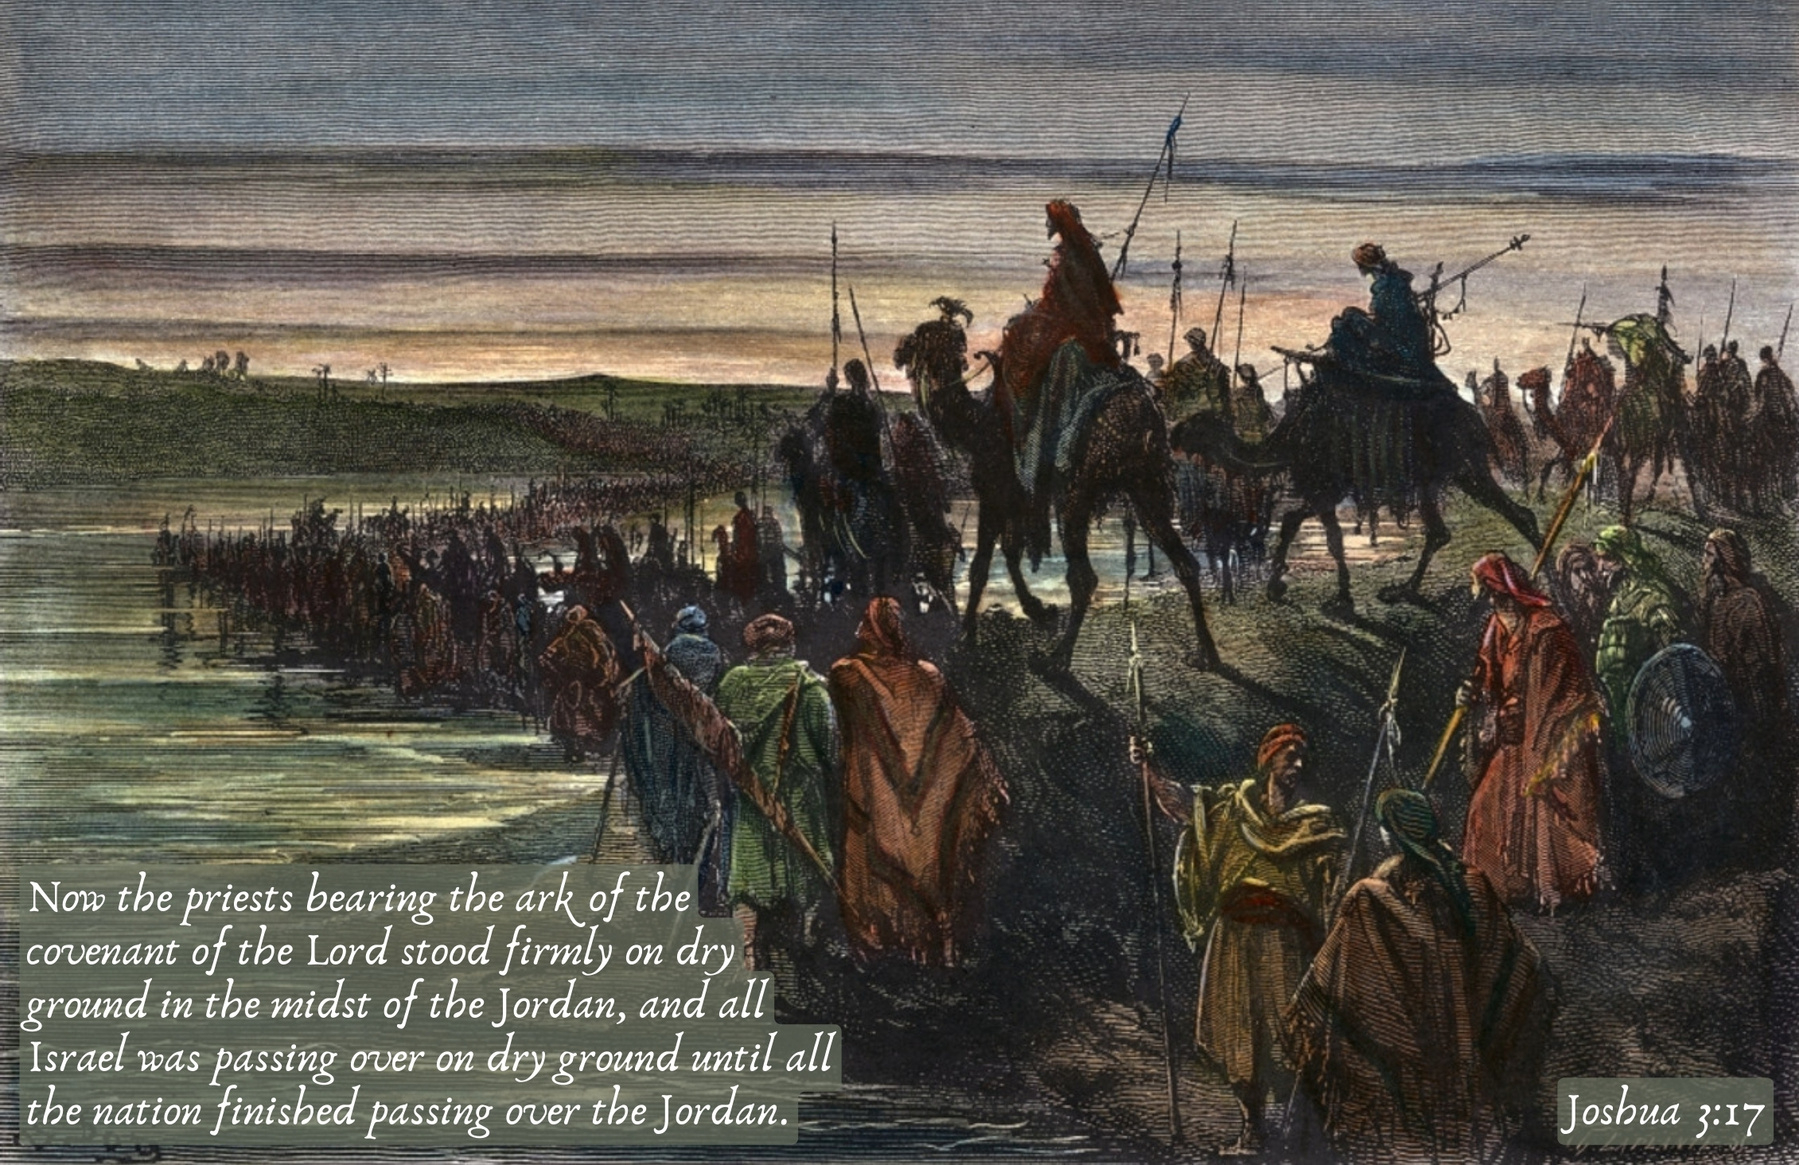 Now the priests bearing the ark of the
covenant of the Lord stood firmly on dry
ground in the midst of the Jordan, and all
Israel was passing over on dry ground until all
the nation finished passing over the Jordan.
Joshua 3:17